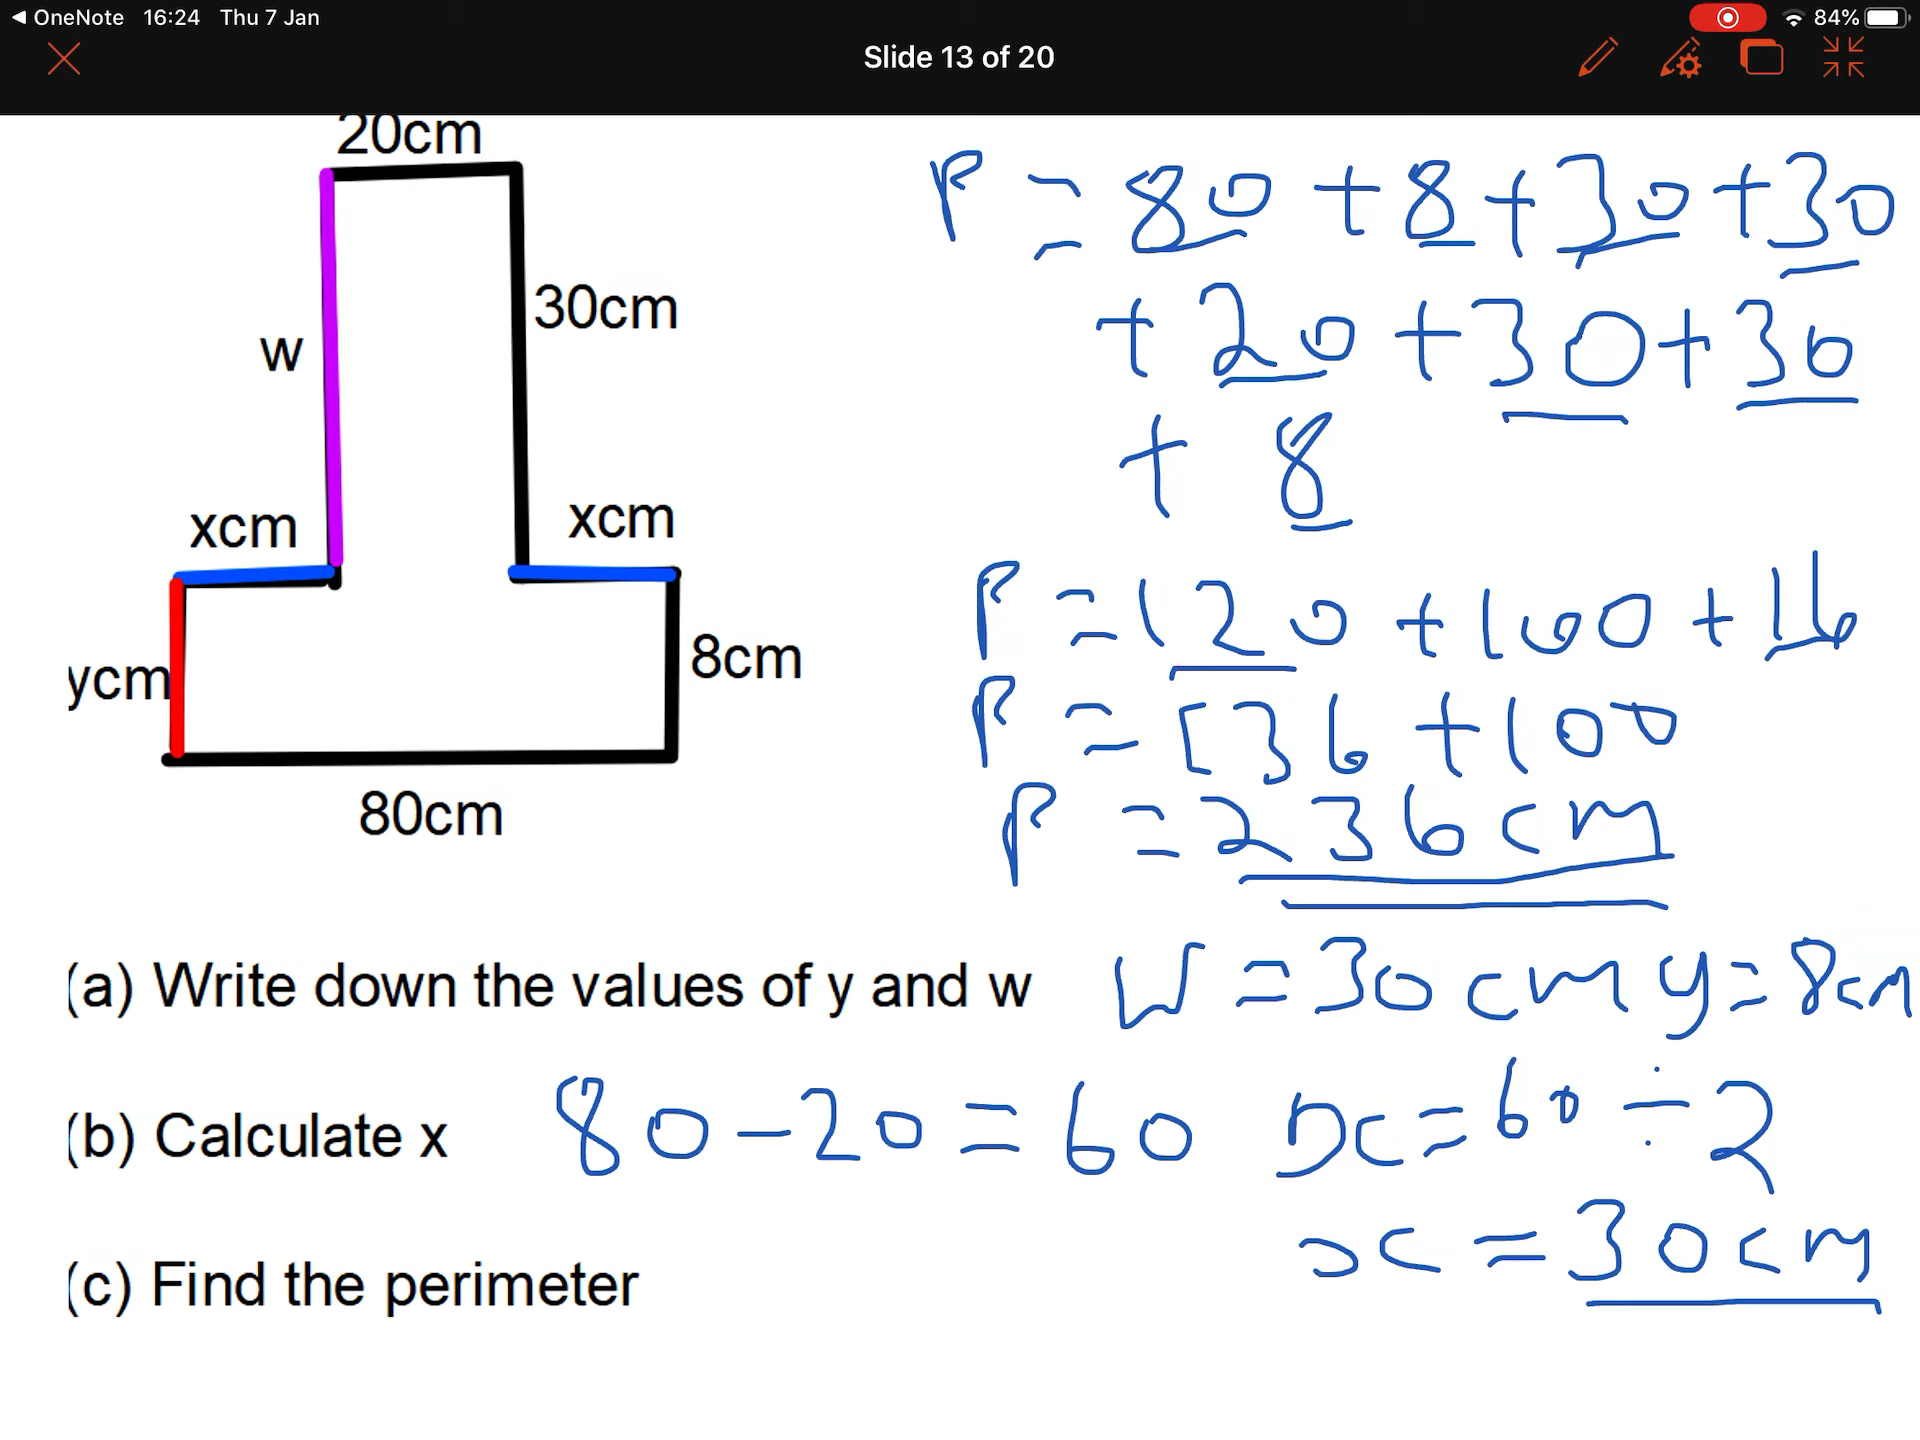 OneNote 16:24 Thu 7 Jan
84%
Slide 13 of 20
20cm
30cm
w
xcm
xcm
ycm
8cm
80cm
P = 80 + 8 + 30 + 30
+ 20 + 30 + 30
+ 8
P = 120 + 100 + 16
P = 136 + 100
P = 236cm
(a) Write down the values of y and w W = 30cm y = 8cm
(b) Calculate x 80 - 20 = 60 x = 60 ÷ 2
x = 30cm
(c) Find the perimeter